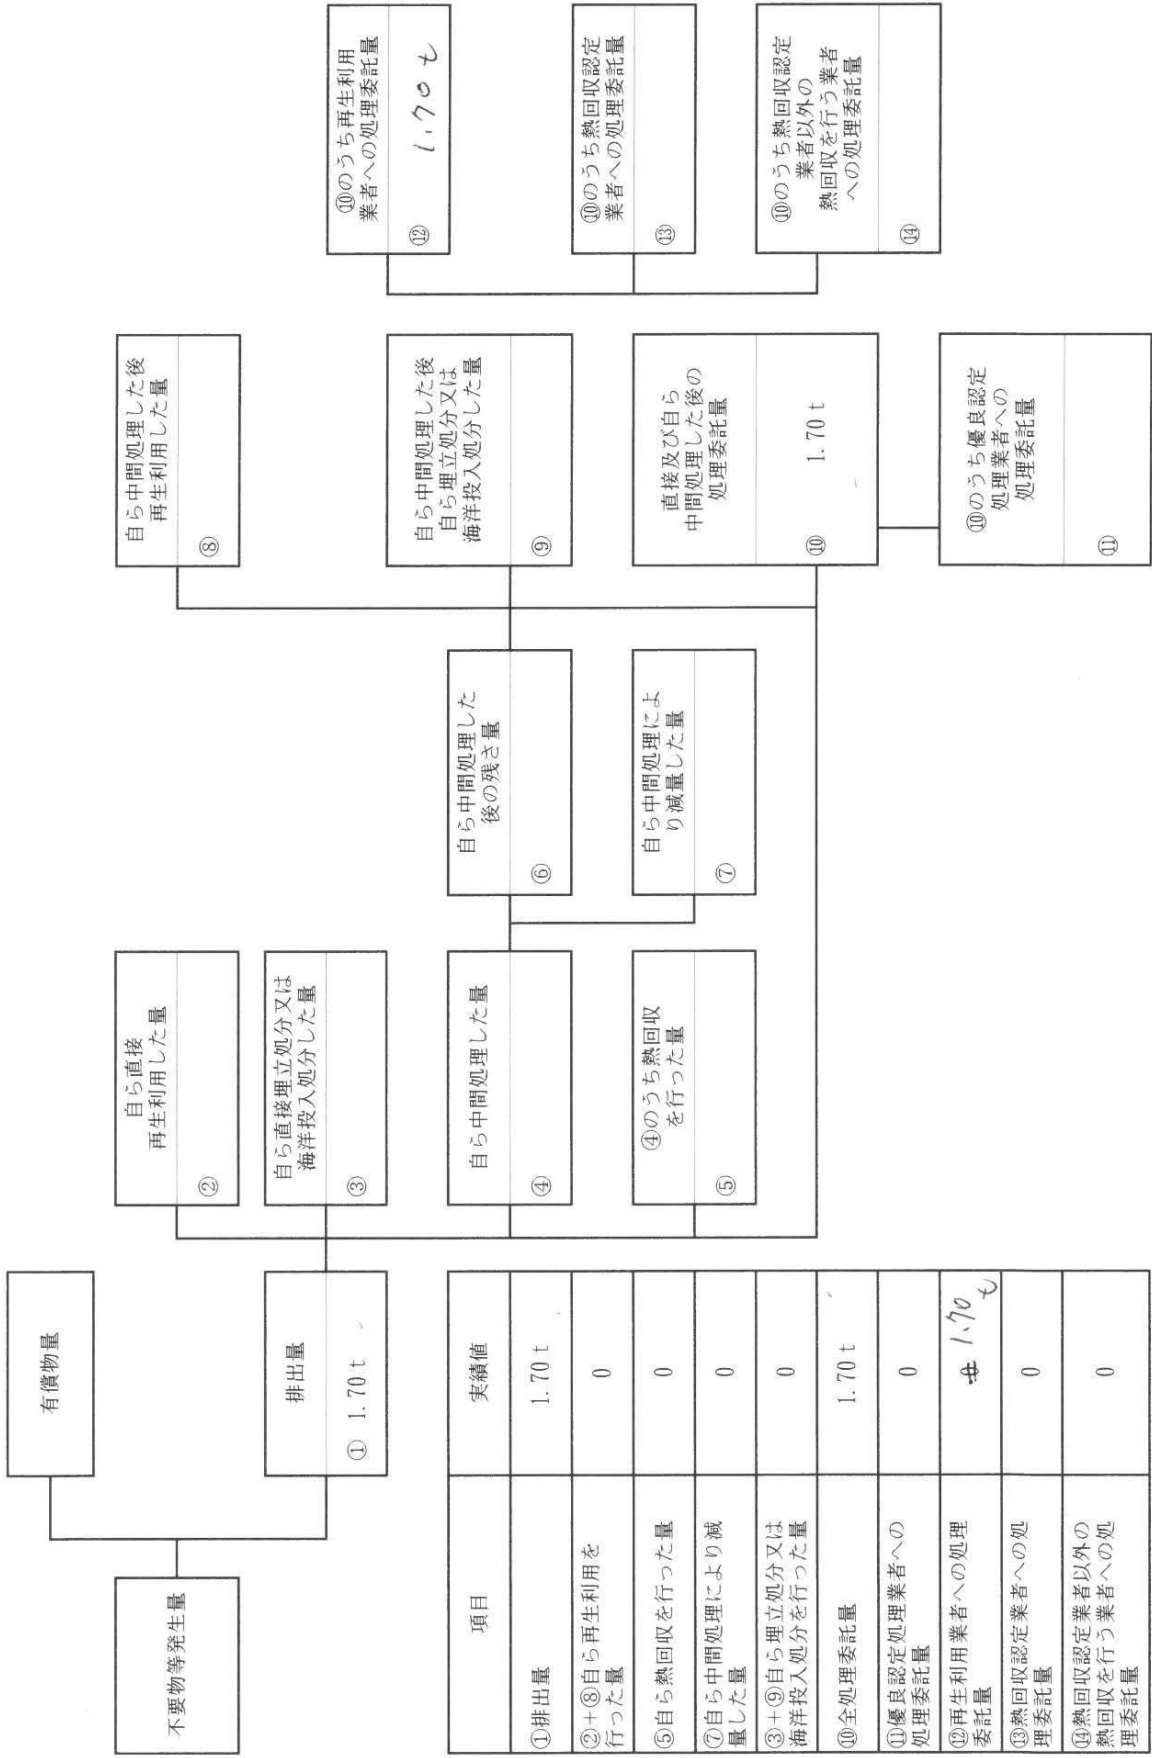 不要物等発生量
有償物量
排出量
① 1.70 t
自ら直接
再生利用した量
②
自ら直接埋立処分又は
海洋投入処分した量
③
自ら中間処理した量
④
④のうち熱回収
を行った量
⑤
自ら中間処理した
後の残さ量
⑥
自ら中間処理によ
り減量した量
⑦
自ら中間処理した後
再生利用した量
⑧
自ら中間処理した後
自ら埋立処分又は
海洋投入処分した量
⑨
直接及び自ら
中間処理した後の
処理委託量
⑩ 1.70 t
⑩のうち優良認定
処理業者への
処理委託量
⑪
⑩のうち再生利用
業者への処理委託量
⑫ 1.70 t
⑩のうち熱回収認定
業者への処理委託量
⑬
⑩のうち熱回収認定
業者以外の
熱回収を行う業者
への処理委託量
⑭
項目 実績値
①排出量 1.70 t
②+⑧自ら再生利用を
行った量 0
⑤自ら熱回収を行った量 0
⑦自ら中間処理により減
量した量 0
③+⑨自ら埋立処分又は
海洋投入処分を行った量 0
⑩全処理委託量 1.70 t
⑪優良認定処理業者への
処理委託量 0
⑫再生利用業者への処理
委託量 1.70 t
⑬熱回収認定業者への処
理委託量 0
⑭熱回収認定業者以外の
熱回収を行う業者への処
理委託量 0